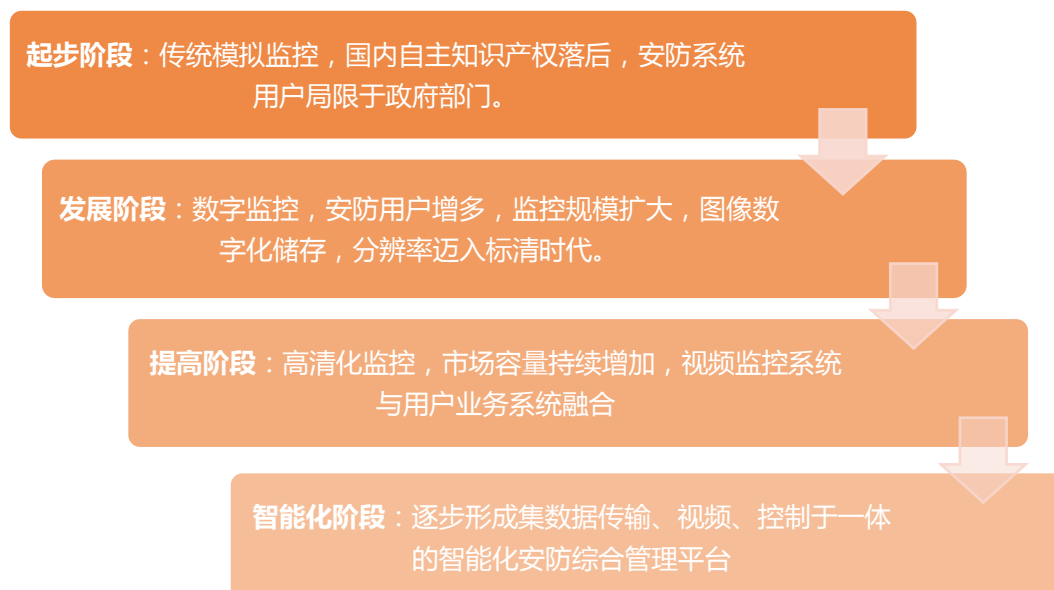 起步阶段：传统模拟监控，国内自主知识产权落后，安防系统
用户局限于政府部门。
发展阶段：数字监控，安防用户增多，监控规模扩大，图像数
字化储存，分辨率迈入标清时代。
提高阶段：高清化监控，市场容量持续增加，视频监控系统
与用户业务系统融合
智能化阶段：逐步形成集数据传输、视频、控制于一体
的智能化安防综合管理平台